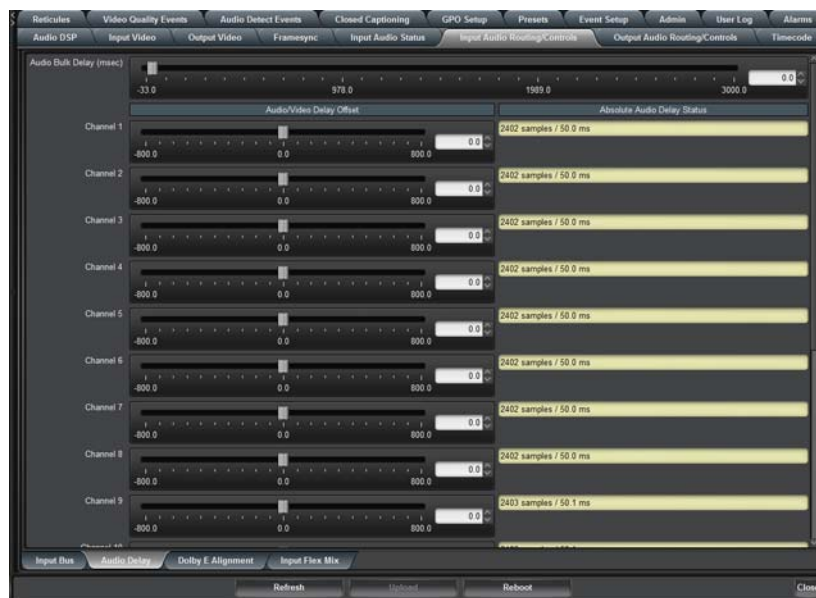 Reticules Video Quality Events Audio Detect Events Closed Captioning GPO Setup Presets Event Setup Admin User Log Alarms
Audio DSP Input Video Output Video Framesync Input Audio Status Input Audio Routing/Controls Output Audio Routing/Controls Timecode
Audio Bulk Delay (msec)
0.0
-33.0 978.0 1989.0 3000.0
Audio/Video Delay Offset Absolute Audio Delay Status
Channel 1 2402 samples / 50.0 ms
0.0
-800.0 0.0 800.0
Channel 2 2402 samples / 50.0 ms
0.0
-800.0 0.0 800.0
Channel 3 2402 samples / 50.0 ms
0.0
-800.0 0.0 800.0
Channel 4 2402 samples / 50.0 ms
0.0
-800.0 0.0 800.0
Channel 5 2402 samples / 50.0 ms
0.0
-800.0 0.0 800.0
Channel 6 2402 samples / 50.0 ms
0.0
-800.0 0.0 800.0
Channel 7 2402 samples / 50.0 ms
0.0
-800.0 0.0 800.0
Channel 8 2402 samples / 50.0 ms
0.0
-800.0 0.0 800.0
Channel 9 2403 samples / 50.1 ms
0.0
-800.0 0.0 800.0
Input Bus Audio Delay Dolby E Alignment Input Flex Mix
Refresh Upload Reboot Close